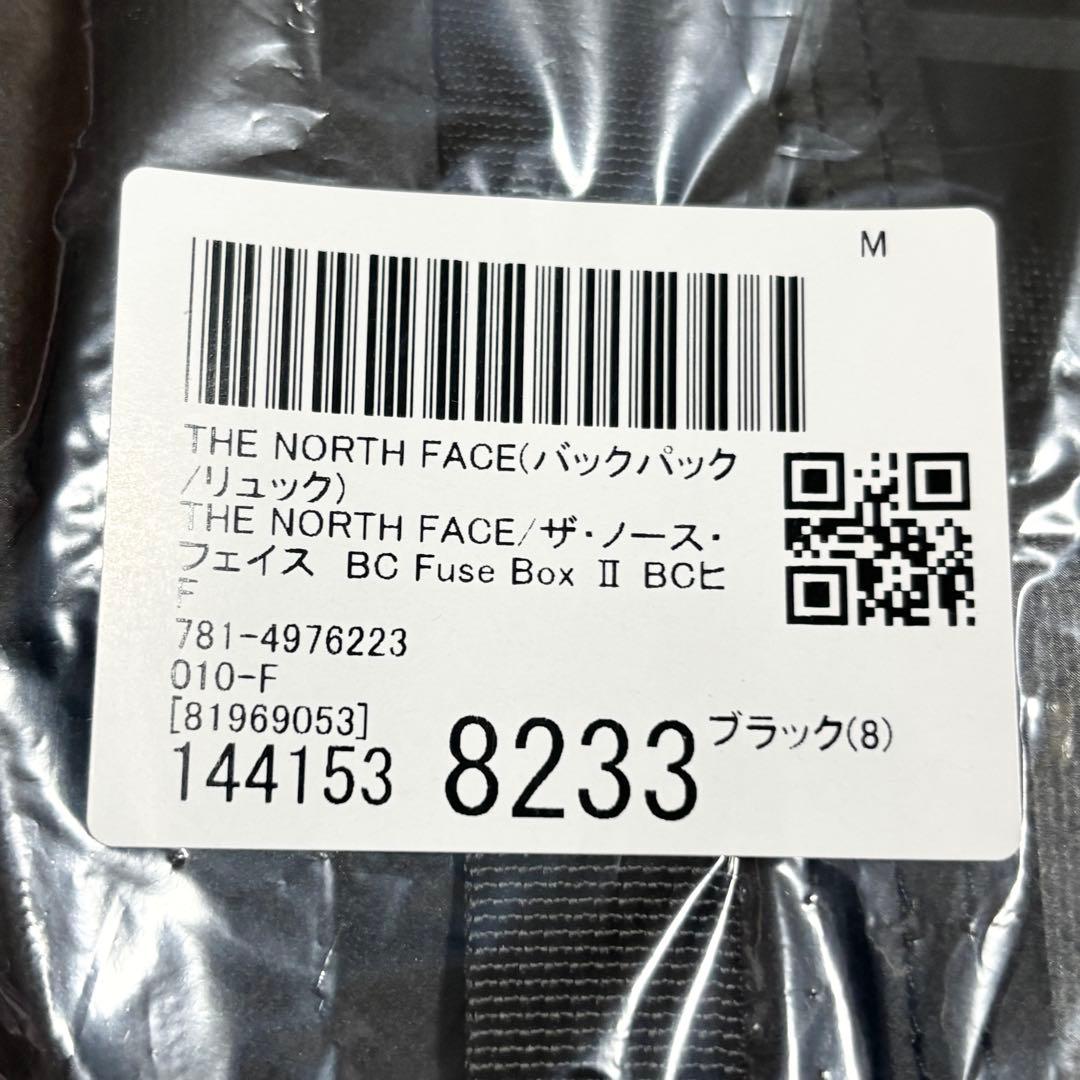 M
THE NORTH FACE(バックパック
/リュック)
THE NORTH FACE/ザ・ノース・
フェイス BC Fuse Box Ⅱ BCヒ
F
781-4976223
010-F
[81969053]
144153 8233 ブラック(8)